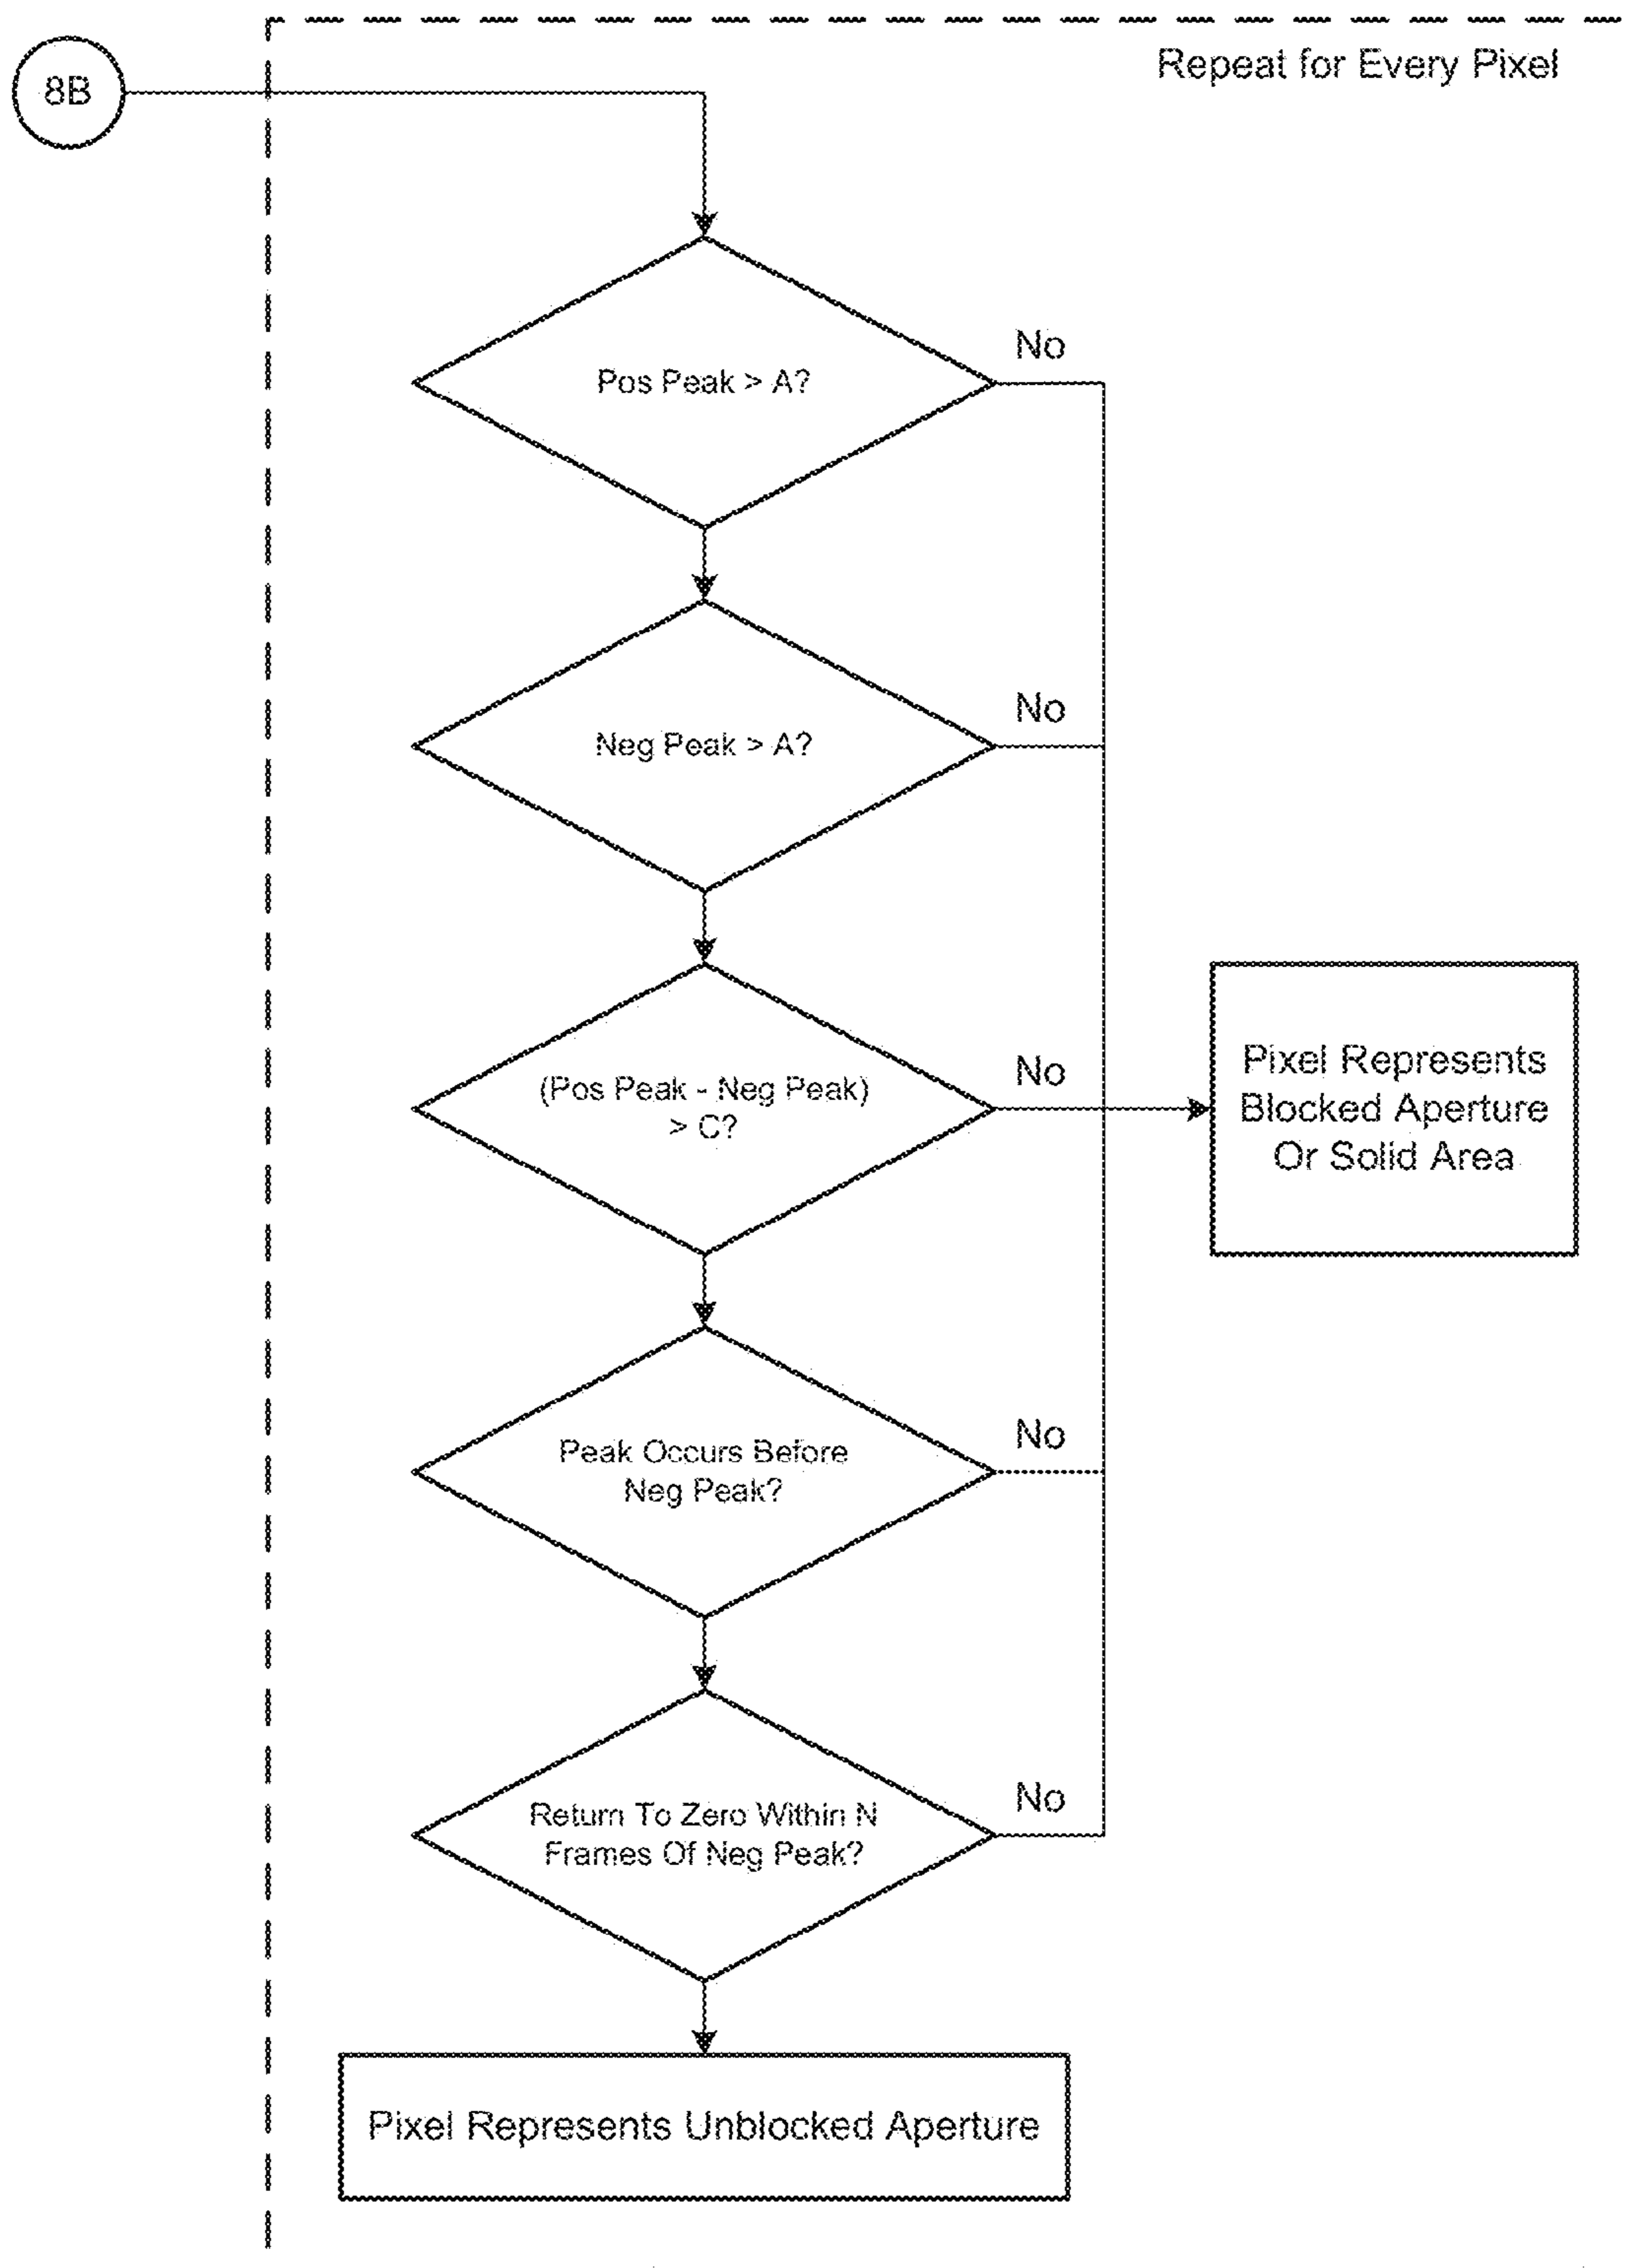 8B
Repeat for Every Pixel
No
Pos Peak > A?
No
Neg Peak > A?
No
(Pos Peak - Neg Peak)
> C?
Pixel Represents
Blocked Aperture
Or Solid Area
No
Peak Occurs Before
Neg Peak?
No
Return To Zero Within N
Frames Of Neg Peak?
Pixel Represents Unblocked Aperture